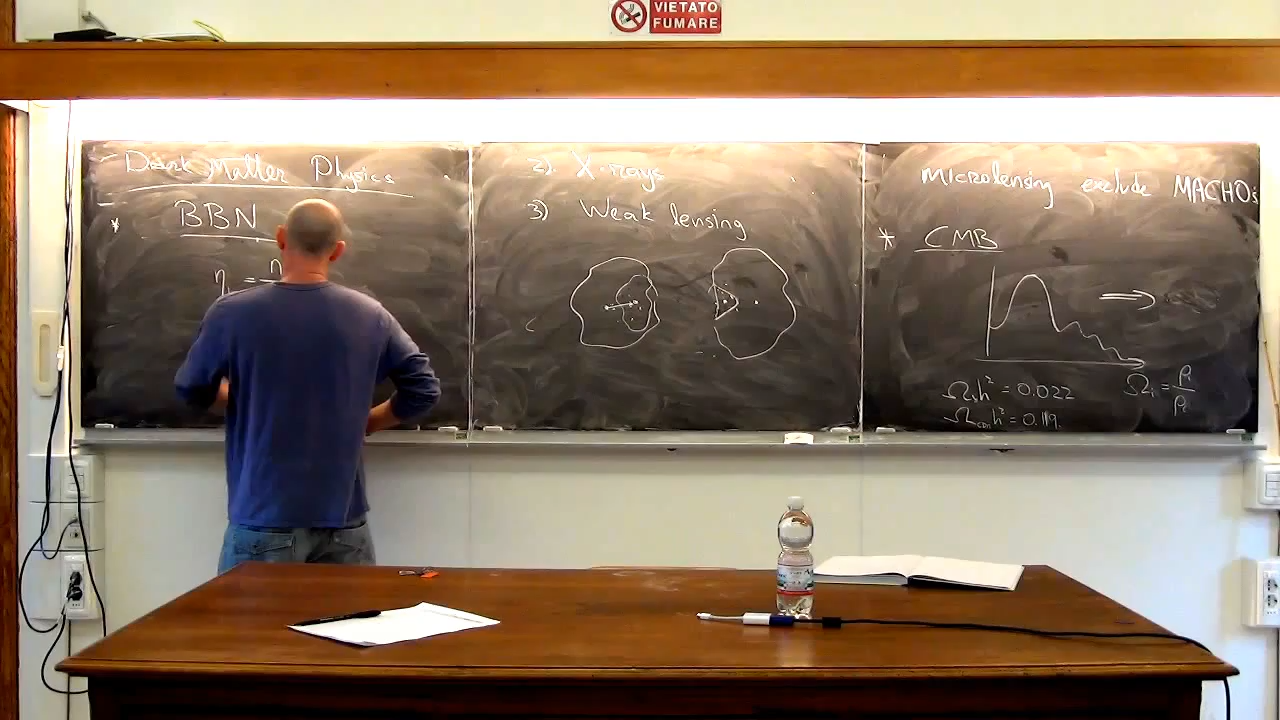 VIETATO
FUMARE
Dark Matter Physics
* BBN
η = η
2) X-rays
3) Weak lensing
Microlensing exclude MACHOs
* CMB
⇒
Ω_b h² = 0.022
Ω_CDM h² = 0.119
Ω_i = ρ_i / ρ_c